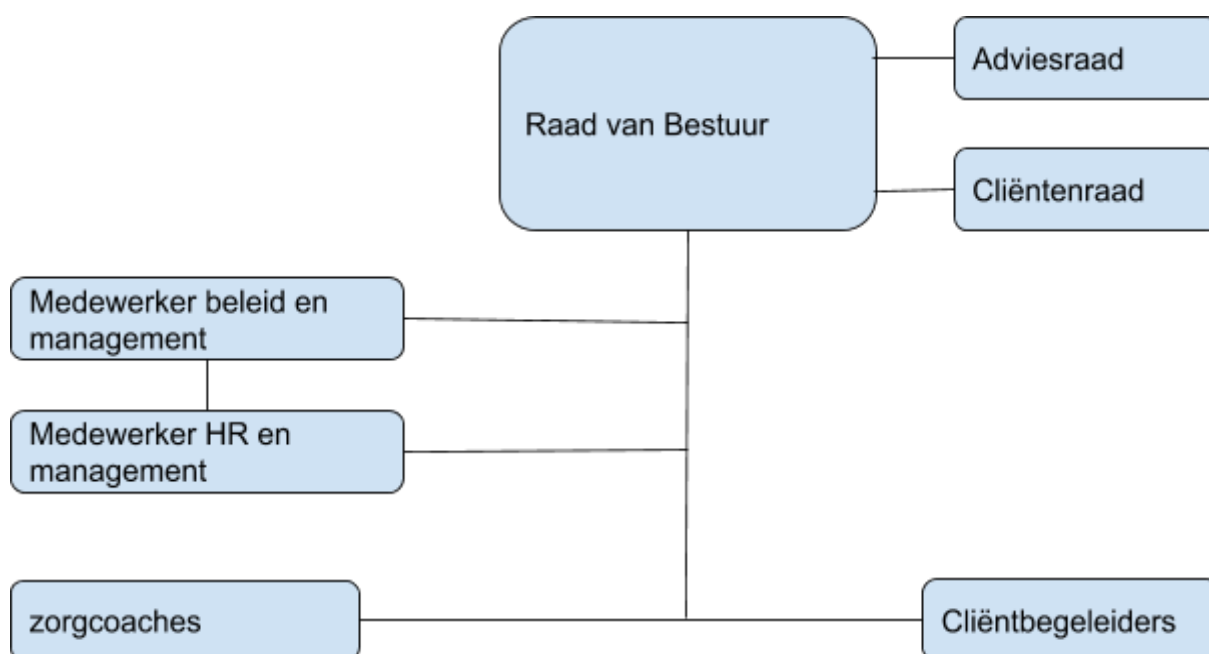 Raad van Bestuur
Adviesraad
Cliëntenraad
Medewerker beleid en
management
Medewerker HR en
management
zorgcoaches
Cliëntbegeleiders